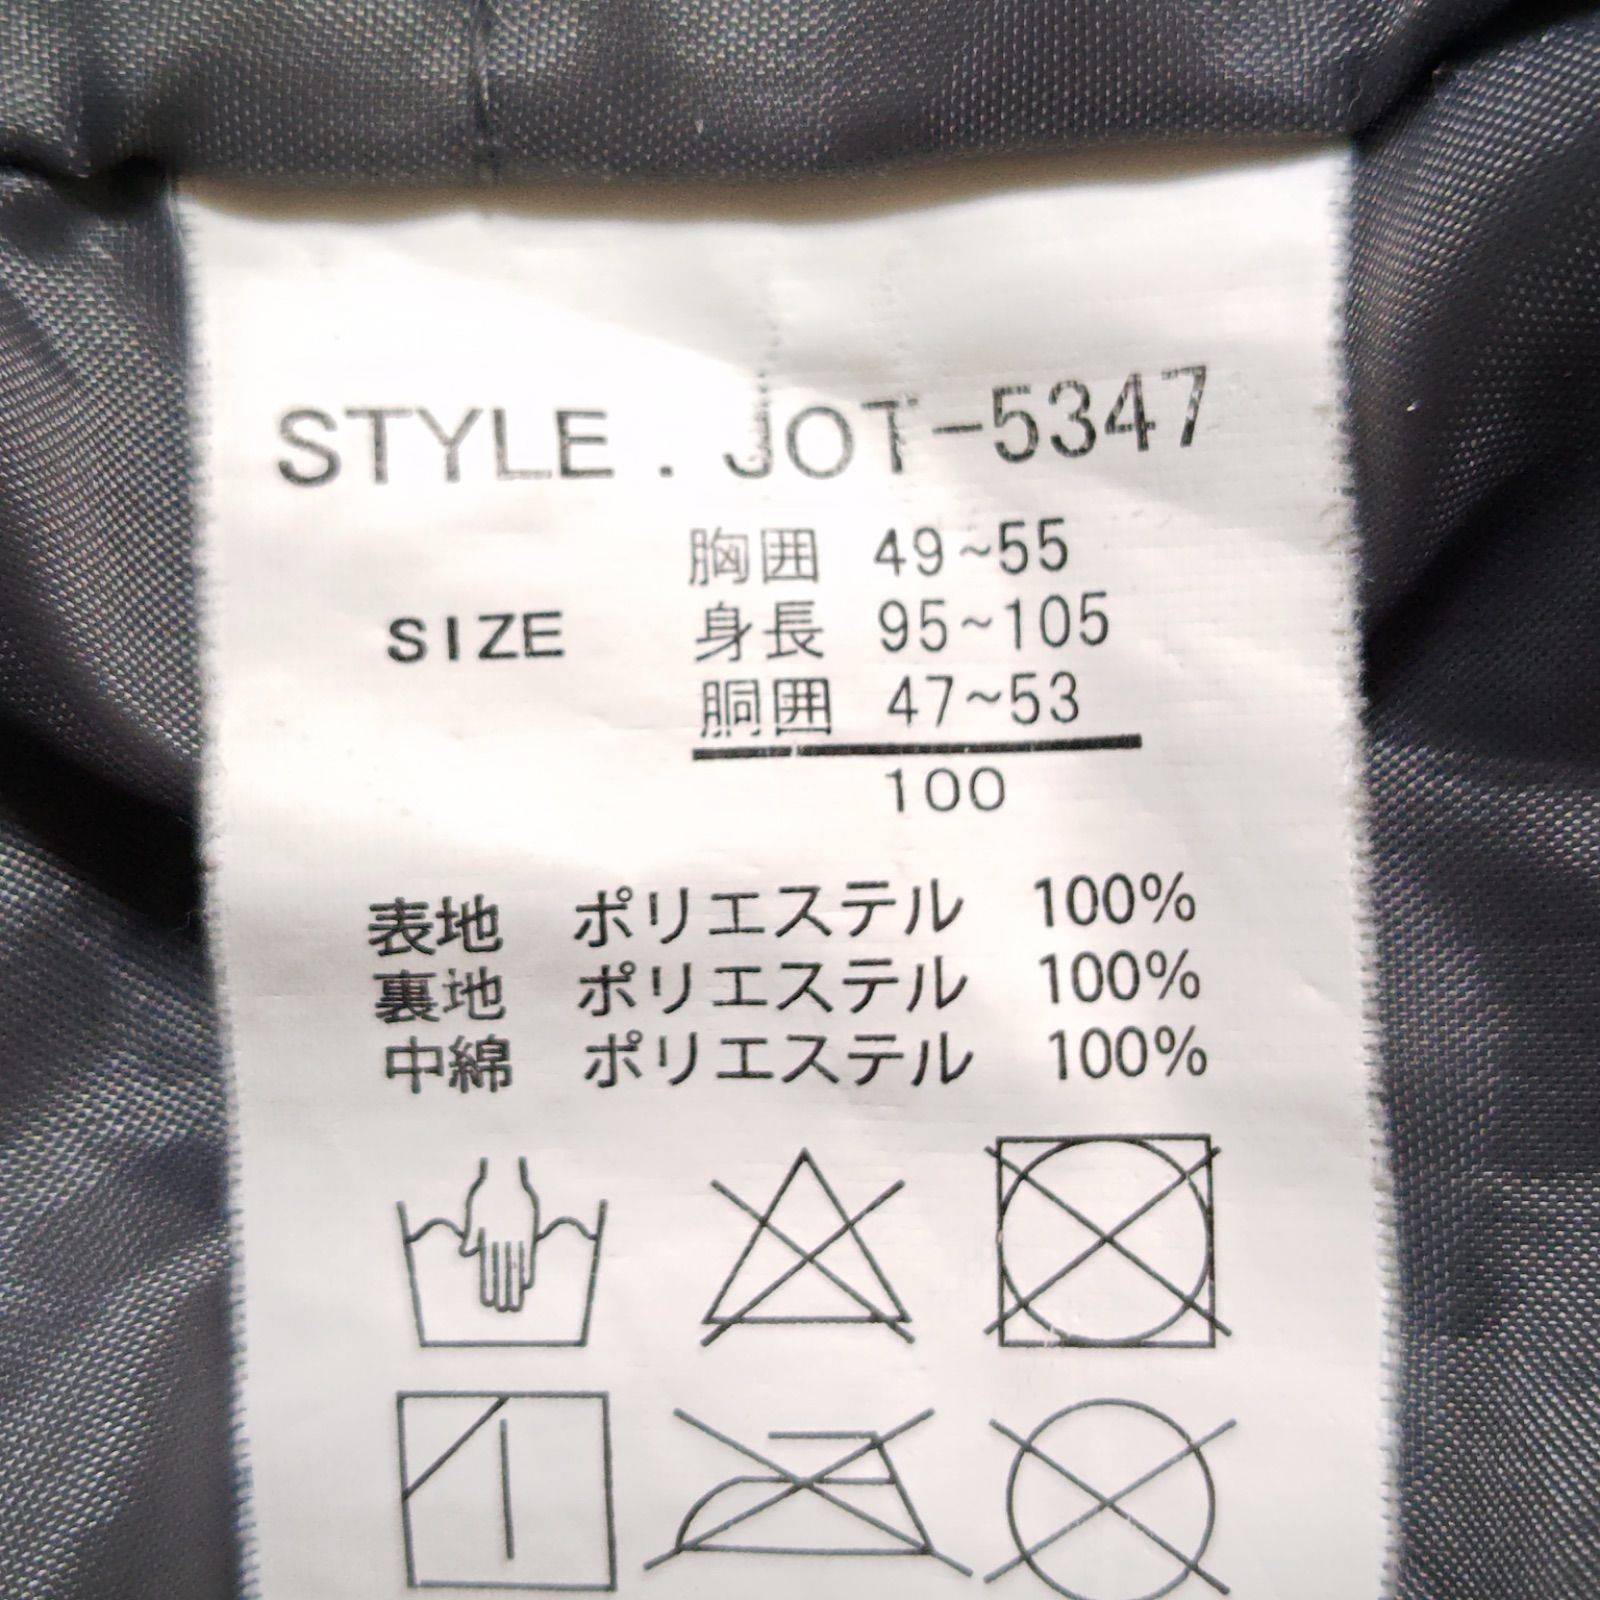 STYLE. JOT-5347
胸囲 49~55
SIZE 身長 95~105
胴囲 47~53
100
表地 ポリエステル 100%
裏地 ポリエステル 100%
中綿 ポリエステル 100%